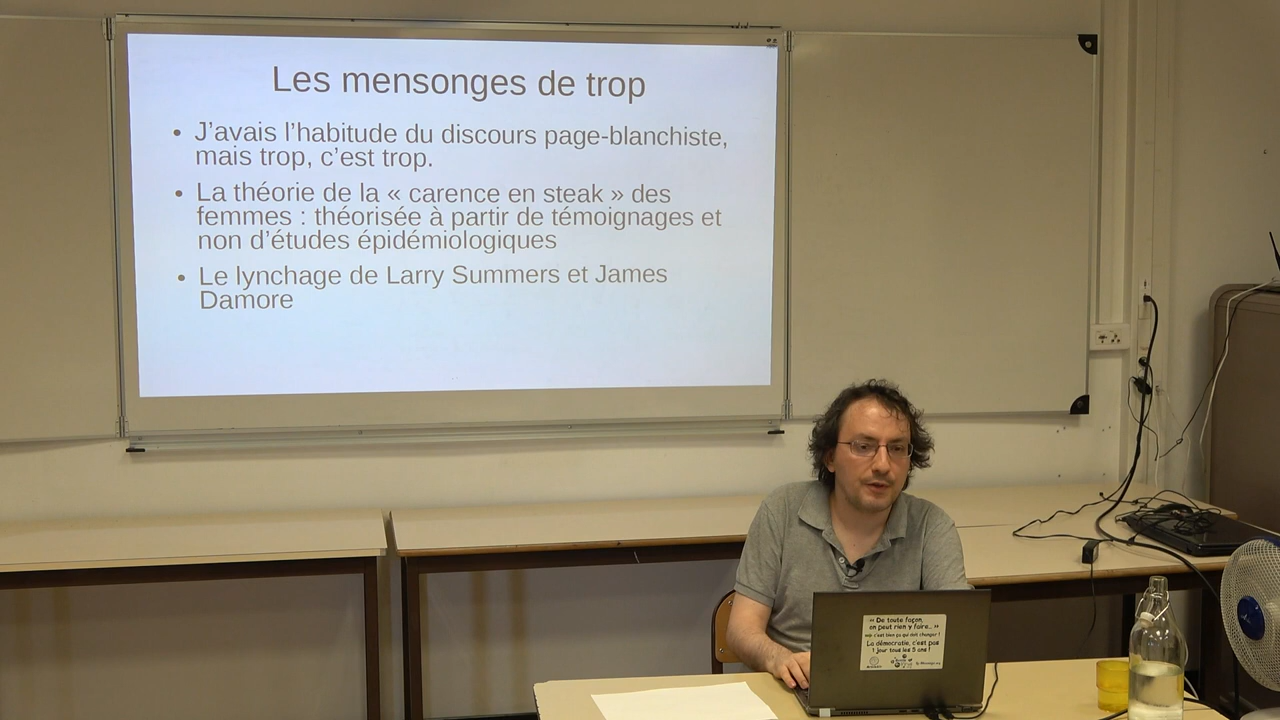 Les mensonges de trop
• J'avais l'habitude du discours page-blanchiste,
mais trop, c'est trop.
• La théorie de la « carence en steak » des
femmes : théorisée à partir de témoignages et
non d'études épidémiologiques
• Le lynchage de Larry Summers et James
Damore
« De toute façon,
on peut rien y faire... »
La démocratie, c'est pas
1 jour tous les 5 ans !